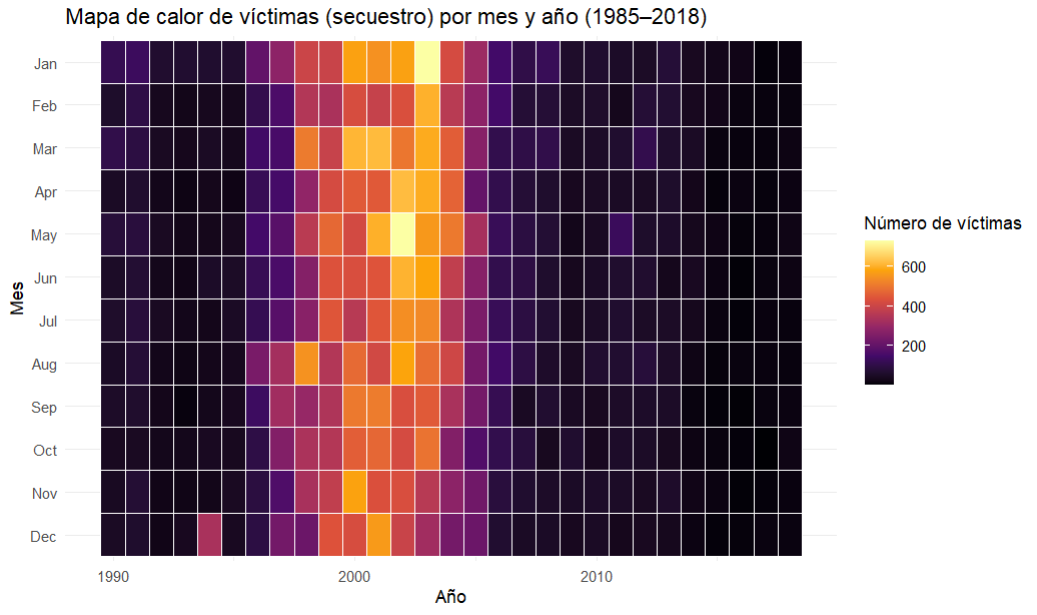 Mapa de calor de víctimas (secuestro) por mes y año (1985–2018)
Mes
Jan
Feb
Mar
Apr
May
Jun
Jul
Aug
Sep
Oct
Nov
Dec
1990
2000
2010
Año
Número de víctimas
600
400
200